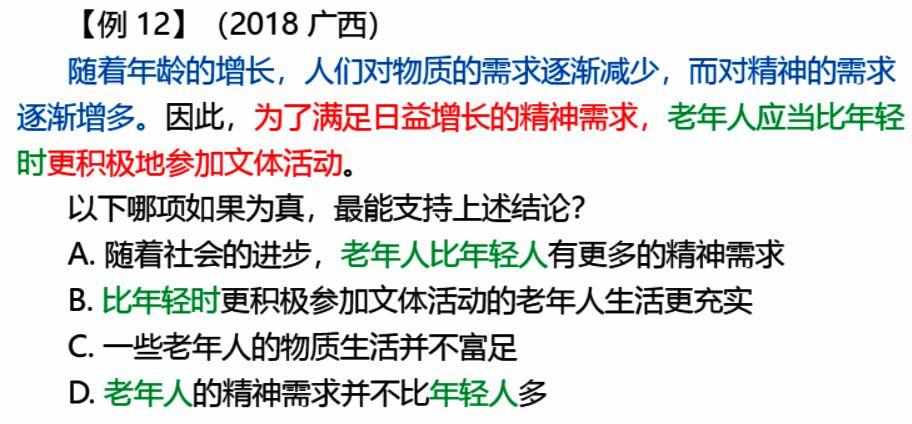 【例 12】（2018 广西）
随着年龄的增长，人们对物质的需求逐渐减少，而对精神的需求
逐渐增多。因此，为了满足日益增长的精神需求，老年人应当比年轻
时更积极地参加文体活动。
以下哪项如果为真，最能支持上述结论？
A. 随着社会的进步，老年人比年轻人有更多的精神需求
B. 比年轻时更积极参加文体活动的老年人生活更充实
C. 一些老年人的物质生活并不富足
D. 老年人的精神需求并不比年轻人多